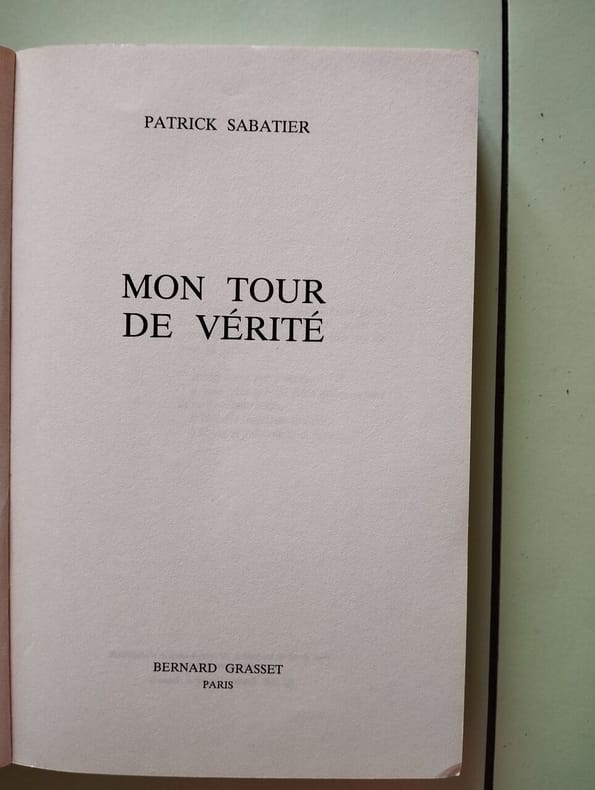 PATRICK SABATIER
MON TOUR
DE VÉRITÉ
BERNARD GRASSET
PARIS